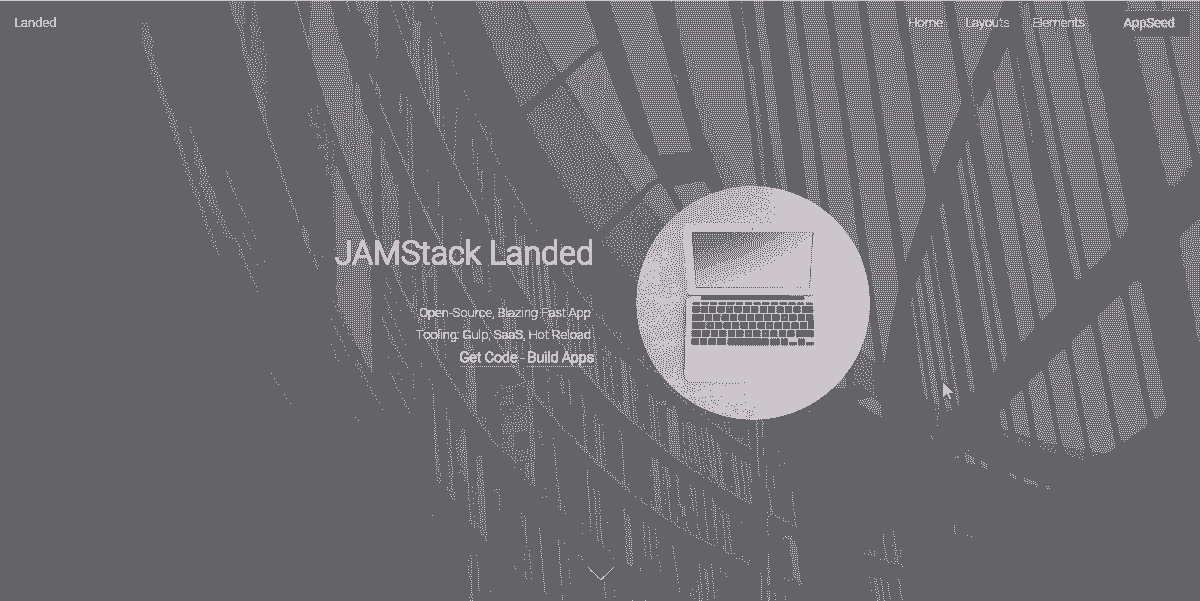 Landed
Home Layouts Elements AppSeed
JAMStack Landed
Open-Source, Blazing Fast App
Tooling: Gulp, SaaS, Hot Reload
Get Code - Build Apps